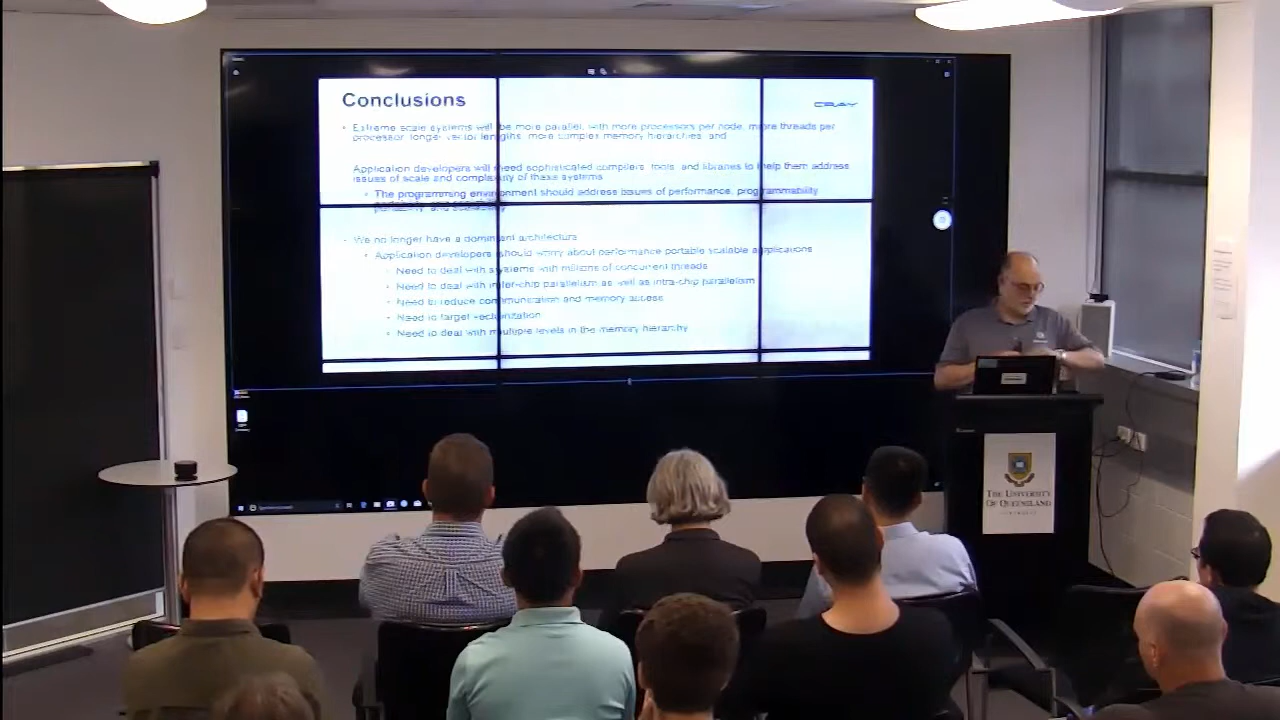 Conclusions
CRAY
• Extreme scale systems will be more parallel, with more processors per node, more threads per
processor, longer vector lengths, more complex memory hierarchies, and
Application developers will need sophisticated compilers, tools, and libraries to help them address
issues of scale and complexity of these systems
• The programming environment should address issues of performance, programmability
• We no longer have a dominant architecture
• Application developers should worry about performance portable scalable applications
• Need to deal with systems with millions of concurrent threads
• Need to deal with inter-chip parallelism as well as intra-chip parallelism
• Need to reduce communication and memory access
• Need to target vectorization
• Need to deal with multiple levels in the memory hierarchy
THE UNIVERSITY
OF QUEENSLAND